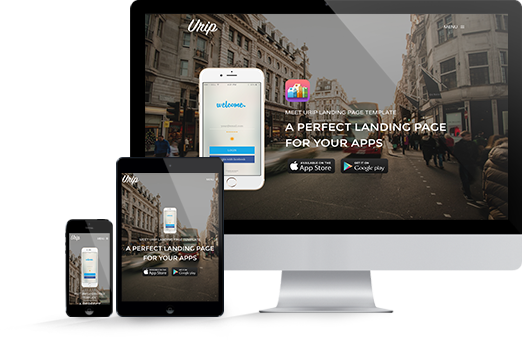 Urip
MENU
welcome.
MEET URIP LANDING PAGE TEMPLATE
A PERFECT LANDING PAGE
FOR YOUR APPS
AVAILABLE ON THE
App Store
GET IT ON
Google play
Urip
MEET URIP LANDING PAGE TEMPLATE
A PERFECT LANDING PAGE
FOR YOUR APPS
App Store
Google play
Urip